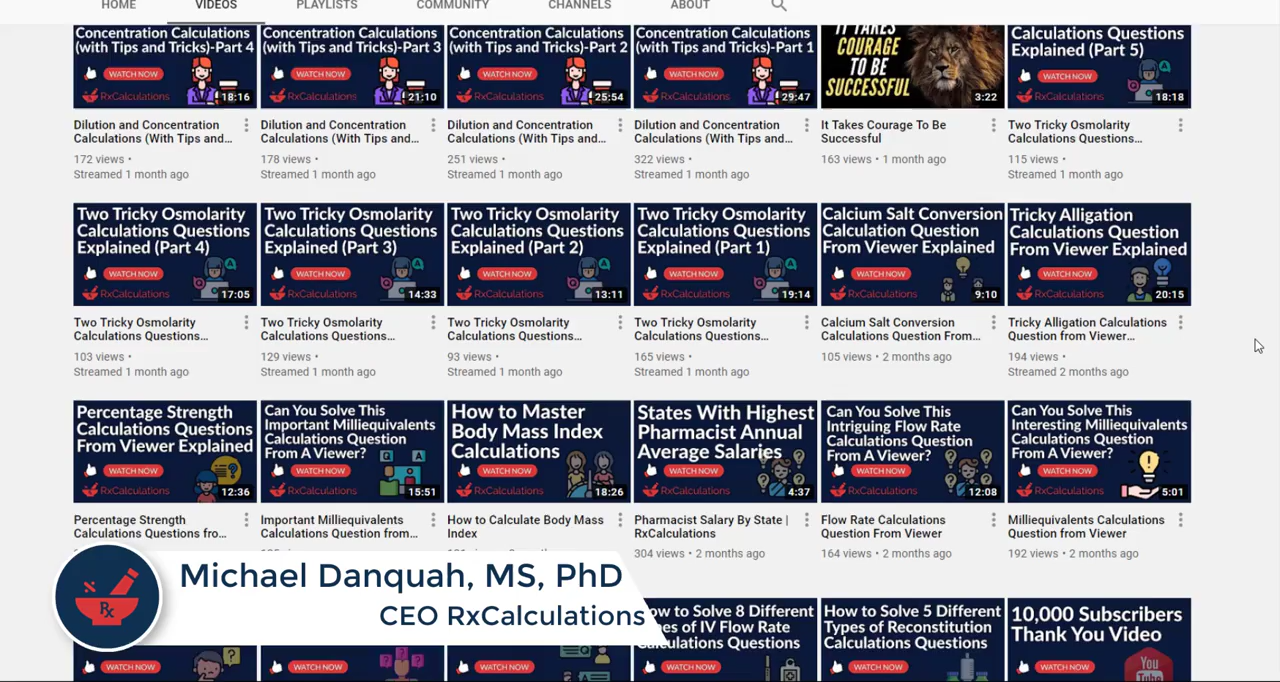 HOME VIDEOS PLAYLISTS COMMUNITY CHANNELS ABOUT
Concentration Calculations
(with Tips and Tricks)-Part 4
WATCH NOW
RxCalculations
18:16
Concentration Calculations
(with Tips and Tricks)-Part 3
WATCH NOW
RxCalculations
21:10
Concentration Calculations
(with Tips and Tricks)-Part 2
WATCH NOW
RxCalculations
25:54
Concentration Calculations
(with Tips and Tricks)-Part 1
WATCH NOW
RxCalculations
29:47
IT TAKES
COURAGE
TO BE
SUCCESSFUL
3:22
Calculations Questions
Explained (Part 5)
WATCH NOW
RxCalculations
18:18
Dilution and Concentration
Calculations (With Tips and...
172 views •
Streamed 1 month ago
Dilution and Concentration
Calculations (With Tips and...
178 views •
Streamed 1 month ago
Dilution and Concentration
Calculations (With Tips and...
251 views •
Streamed 1 month ago
Dilution and Concentration
Calculations (With Tips and...
322 views •
Streamed 1 month ago
It Takes Courage To Be
Successful
163 views • 1 month ago
Two Tricky Osmolarity
Calculations Questions...
115 views •
Streamed 1 month ago
Two Tricky Osmolarity
Calculations Questions
Explained (Part 4)
WATCH NOW
RxCalculations
17:05
Two Tricky Osmolarity
Calculations Questions
Explained (Part 3)
WATCH NOW
RxCalculations
14:33
Two Tricky Osmolarity
Calculations Questions
Explained (Part 2)
WATCH NOW
RxCalculations
13:11
Two Tricky Osmolarity
Calculations Questions
Explained (Part 1)
WATCH NOW
RxCalculations
19:14
Calcium Salt Conversion
Calculation Question
From Viewer Explained
WATCH NOW
RxCalculations
9:10
Tricky Alligation
Calculations Question
From Viewer Explained
WATCH NOW
RxCalculations
20:15
Two Tricky Osmolarity
Calculations Questions...
103 views •
Streamed 1 month ago
Two Tricky Osmolarity
Calculations Questions...
129 views •
Streamed 1 month ago
Two Tricky Osmolarity
Calculations Questions...
93 views •
Streamed 1 month ago
Two Tricky Osmolarity
Calculations Questions...
165 views •
Streamed 1 month ago
Calcium Salt Conversion
Calculations Question From...
105 views • 2 months ago
Tricky Alligation Calculations
Question from Viewer...
194 views •
Streamed 2 months ago
Percentage Strength
Calculations Questions
From Viewer Explained
WATCH NOW
RxCalculations
12:36
Can You Solve This
Important Milliequivalents
Calculations Question
From A Viewer?
WATCH NOW
RxCalculations
15:51
How to Master
Body Mass Index
Calculations
WATCH NOW
RxCalculations
18:26
States With Highest
Pharmacist Annual
Average Salaries
WATCH NOW
RxCalculations
4:37
Can You Solve This
Intriguing Flow Rate
Calculations Question
From A Viewer?
WATCH NOW
RxCalculations
12:08
Can You Solve This
Interesting Milliequivalents
Calculations Question
From A Viewer?
WATCH NOW
RxCalculations
5:01
Percentage Strength
Calculations Questions fro...
Important Milliequivalents
Calculations Question from...
How to Calculate Body Mass
Index
Pharmacist Salary By State |
RxCalculations
304 views • 2 months ago
Flow Rate Calculations
Question From Viewer
164 views • 2 months ago
Milliequivalents Calculations
Question from Viewer
192 views • 2 months ago
Rx
Michael Danquah, MS, PhD
CEO RxCalculations
WATCH NOW
WATCH NOW
WATCH NOW
to Solve 8 Different
of IV Flow Rate
Calculations Questions
WATCH NOW
How to Solve 5 Different
Types of Reconstitution
Calculations Questions
WATCH NOW
10,000 Subscribers
Thank You Video
WATCH NOW
You